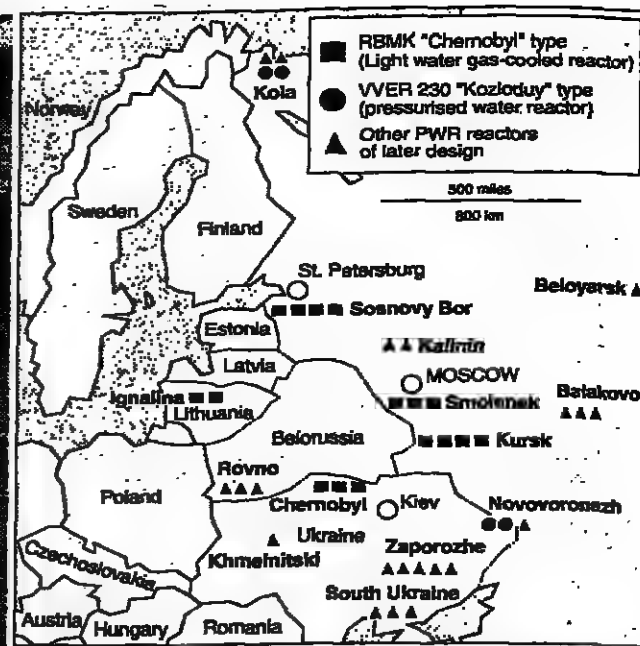 RBMK "Chernobyl" type
(Light water gas-cooled reactor)
VVER 230 "Kozloduy" type
(pressurised water reactor)
Other PWR reactors
of later design
500 miles
800 km
Kola
Norway
Sweden
Finland
St. Petersburg
Beloyarsk
Sosnovy Bor
Estonia
Kalinin
Latvia
MOSCOW
Ignalina
Balakovo
Smolensk
Lithuania
Belorussia
Kursk
Rovno
Poland
Chernobyl
Kiev
Novovoronezh
Ukraine
Czechoslovakia
Khmelnitski
Zaporozhe
South Ukraine
Austria
Hungary
Romania